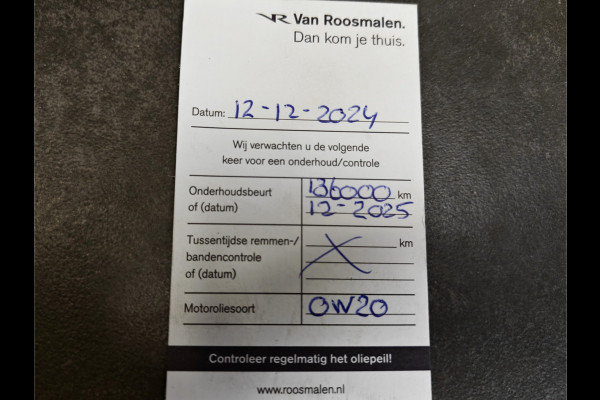 VR Van Roosmalen.
Dan kom je thuis.
Datum: 12-12-2024
Wij verwachten u de volgende
keer voor een onderhoud/controle
Onderhoudsbeurt 136000 km
of (datum) 12-2025
Tussentijdse remmen-/ km
bandencontrole
of (datum)
Motoroliesoort 0W20
Controleer regelmatig het oliepeil!
www.roosmalen.nl